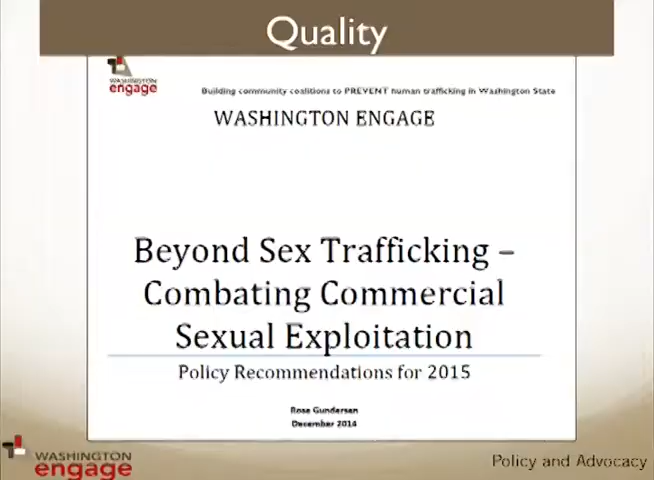 Quality
WASHINGTON
engage
Building community coalitions to PREVENT human trafficking in Washington State
WASHINGTON ENGAGE
Beyond Sex Trafficking –
Combating Commercial
Sexual Exploitation
Policy Recommendations for 2015
Rose Gundersen
December 2014
WASHINGTON
engage
Policy and Advocacy